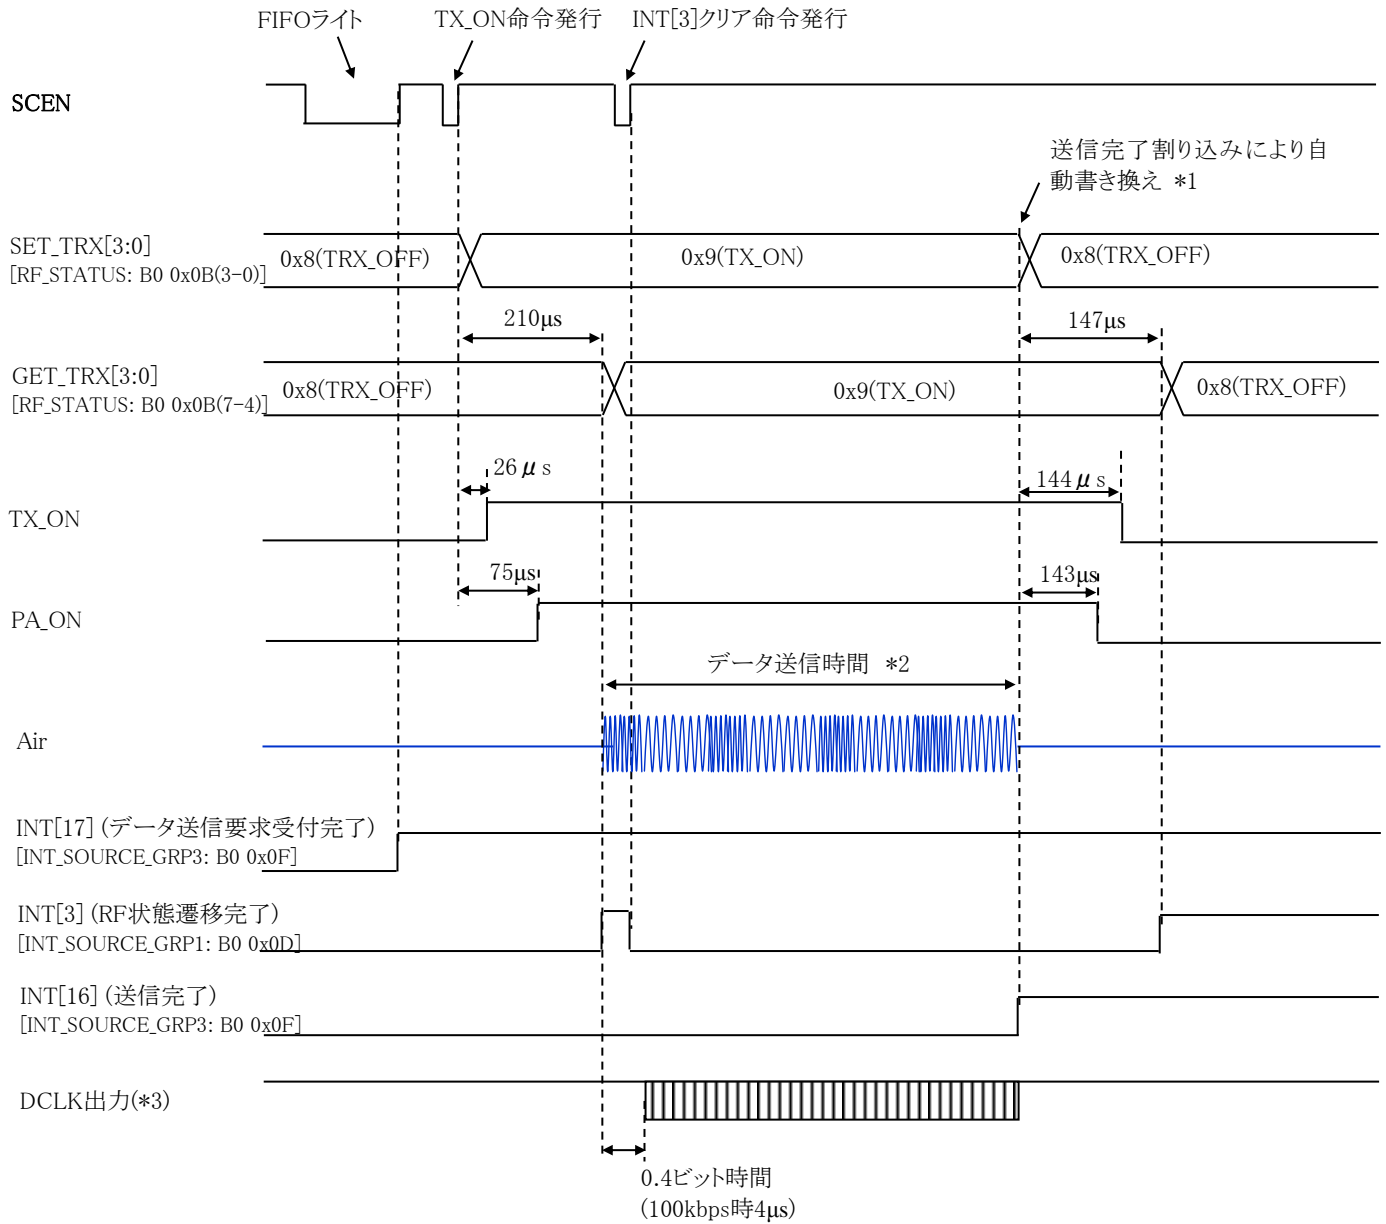 FIFOライト
TX_ON命令発行
INT[3]クリア命令発行
SCEN
送信完了割り込みにより自
動書き換え *1
SET_TRX[3:0]
[RF_STATUS: B0 0x0B(3-0)]
0x8(TRX_OFF)
0x9(TX_ON)
0x8(TRX_OFF)
210μs
147μs
GET_TRX[3:0]
[RF_STATUS: B0 0x0B(7-4)]
0x8(TRX_OFF)
0x9(TX_ON)
0x8(TRX_OFF)
26μs
144μs
TX_ON
75μs
143μs
PA_ON
データ送信時間 *2
Air
INT[17] (データ送信要求受付完了)
[INT_SOURCE_GRP3: B0 0x0F]
INT[3] (RF状態遷移完了)
[INT_SOURCE_GRP1: B0 0x0D]
INT[16] (送信完了)
[INT_SOURCE_GRP3: B0 0x0F]
DCLK出力(*3)
0.4ビット時間
(100kbps時4μs)